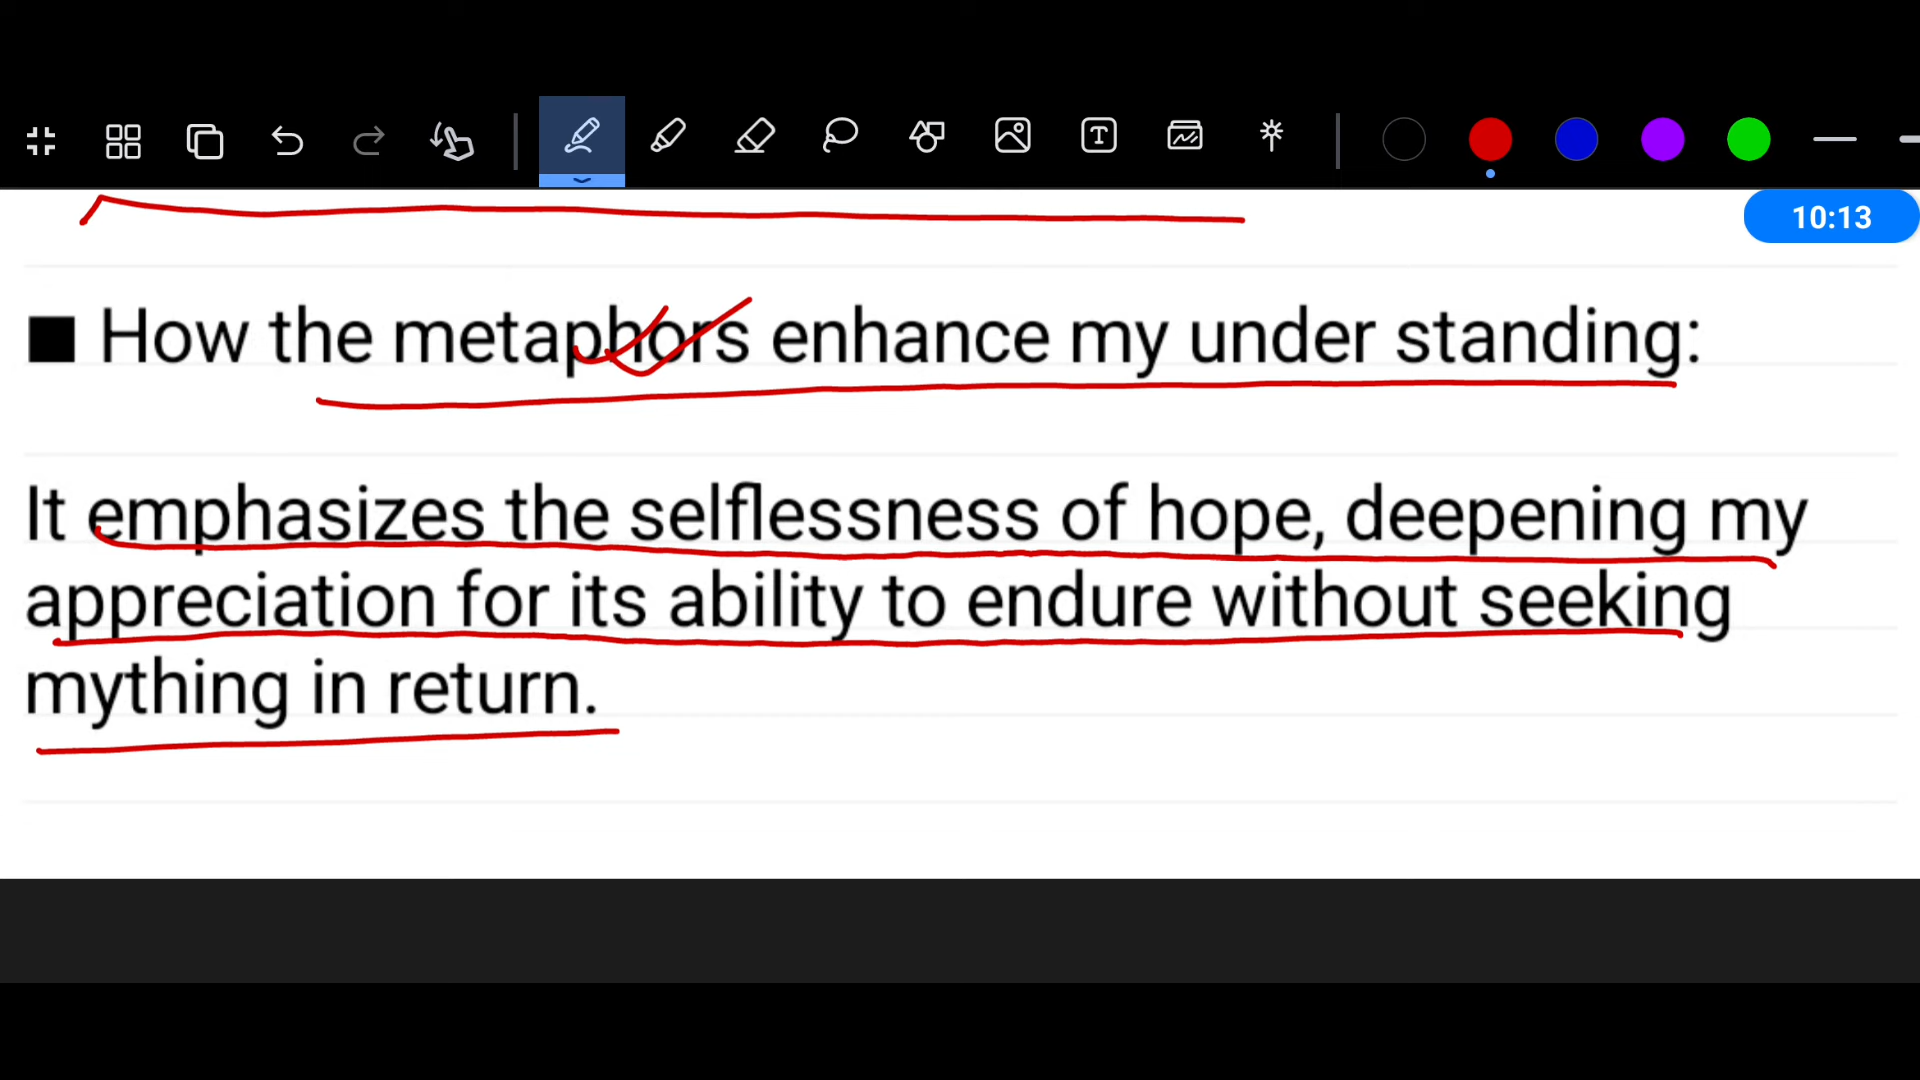 10:13
■ How the metaphors enhance my under standing:
It emphasizes the selflessness of hope, deepening my
appreciation for its ability to endure without seeking
mything in return.